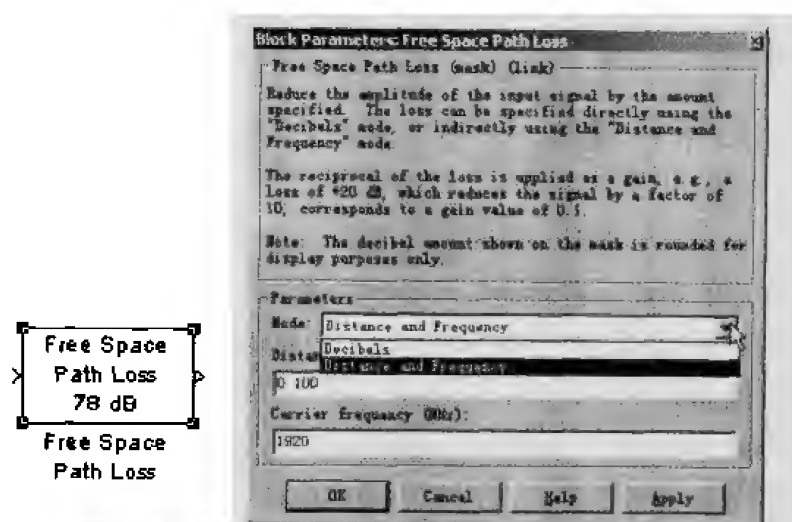 Free Space
Path Loss
78 dB
Free Space
Path Loss
Block Parameters: Free Space Path Loss
Free Space Path Loss (mask) (link)
Reduce the amplitude of the input signal by the amount
specified. The loss can be specified directly using the
"Decibels" mode, or indirectly using the "Distance and
Frequency" mode.
The reciprocal of the loss is applied as a gain, e.g., a
loss of +20 dB, which reduces the signal by a factor of
10, corresponds to a gain value of 0.1.
Note: The decibel amount shown on the mask is rounded for
display purposes only.
Parameters
Mode: Distance and Frequency
Decibels
Distance and Frequency
Distan
0.100
Carrier frequency (MHz):
1920
OK Cancel Help Apply